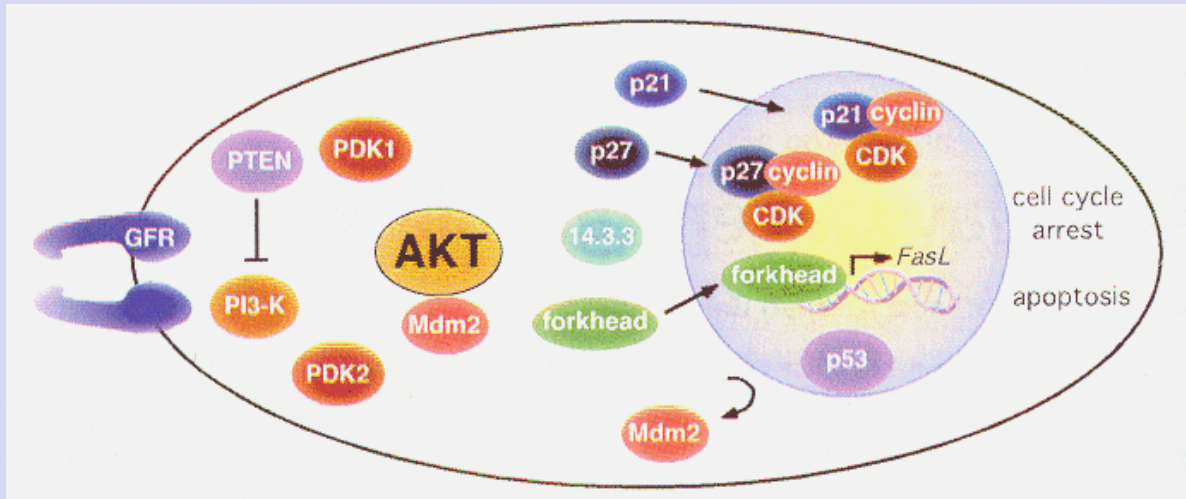 p21
p21 cyclin
CDK
PTEN
PDK1
p27
p27 cyclin
CDK
cell cycle
arrest
GFR
AKT
14.3.3
forkhead
FasL
apoptosis
PI3-K
Mdm2
forkhead
PDK2
p53
Mdm2